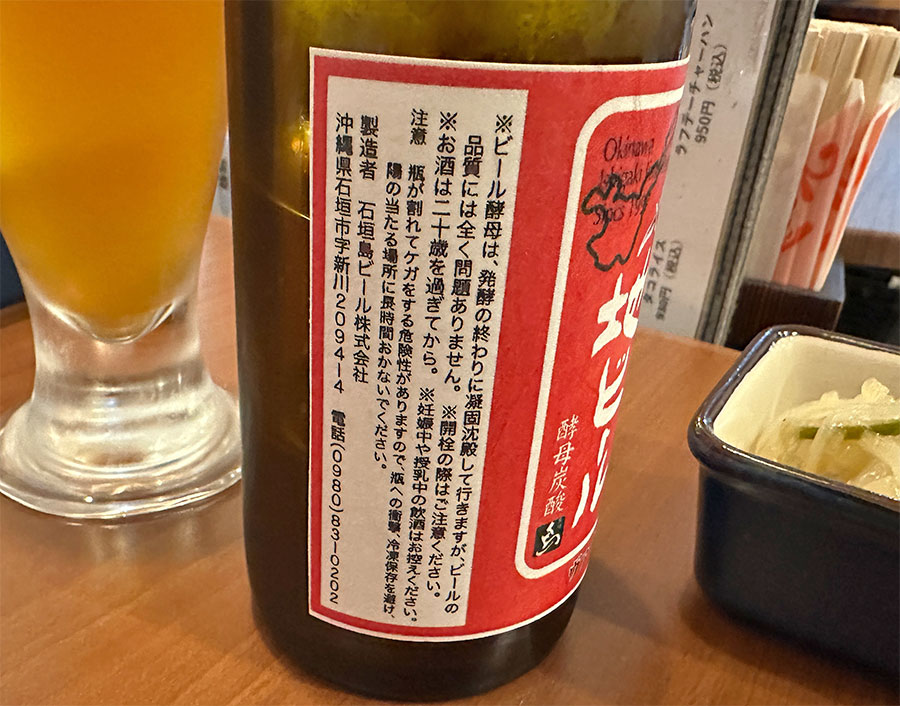 ※ビール酵母は、発酵の終わりに凝固沈殿して行きますが、ビールの
品質には全く問題ありません。 ※開栓の際はご注意ください。
※お酒は二十歳を過ぎてから。 ※妊娠中や授乳中の飲酒はお控えください。
注意 瓶が割れてケガをする危険性がありますので、瓶への衝撃、冷凍保存を避け、
陽の当たる場所に長時間おかないでください。
製造者 石垣島ビール株式会社
沖縄県石垣市字新川2094-4 電話(0980)83-0202
Okinawa
地ビール
酵母炭酸
ラフテーチャーハン
950円(税込)
タコライス